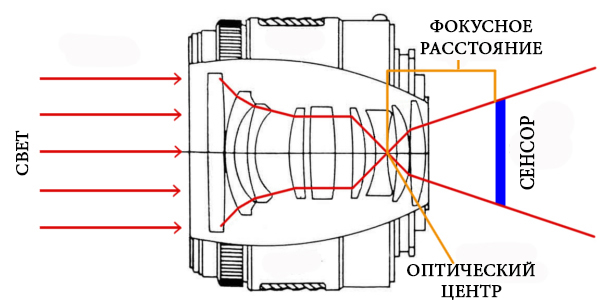 ФОКУСНОЕ
РАССТОЯНИЕ
СВЕТ
СЕНСОР
ОПТИЧЕСКИЙ
ЦЕНТР